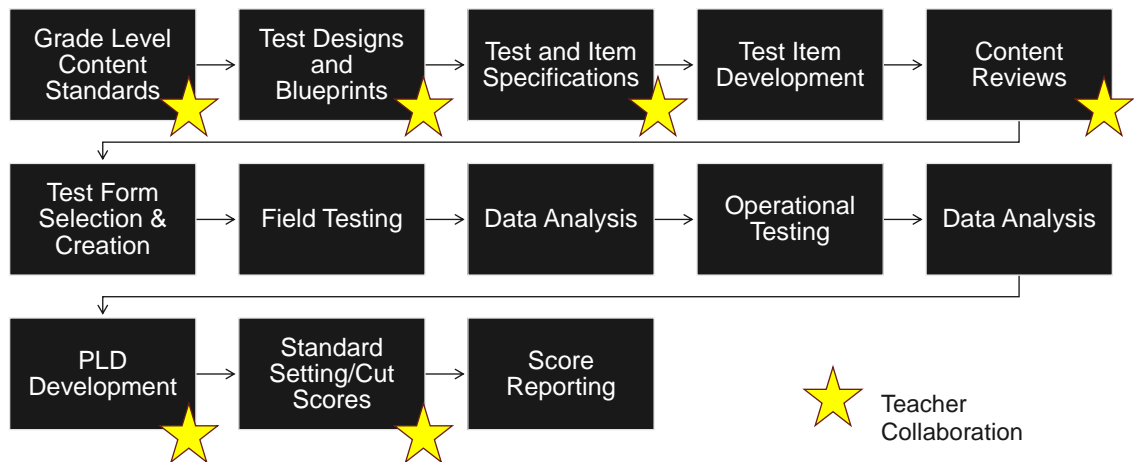 Grade Level
Content
Standards
Test Designs
and
Blueprints
Test and Item
Specifications
Test Item
Development
Content
Reviews
Test Form
Selection &
Creation
Field Testing
Data Analysis
Operational
Testing
Data Analysis
PLD
Development
Standard
Setting/Cut
Scores
Score
Reporting
Teacher
Collaboration